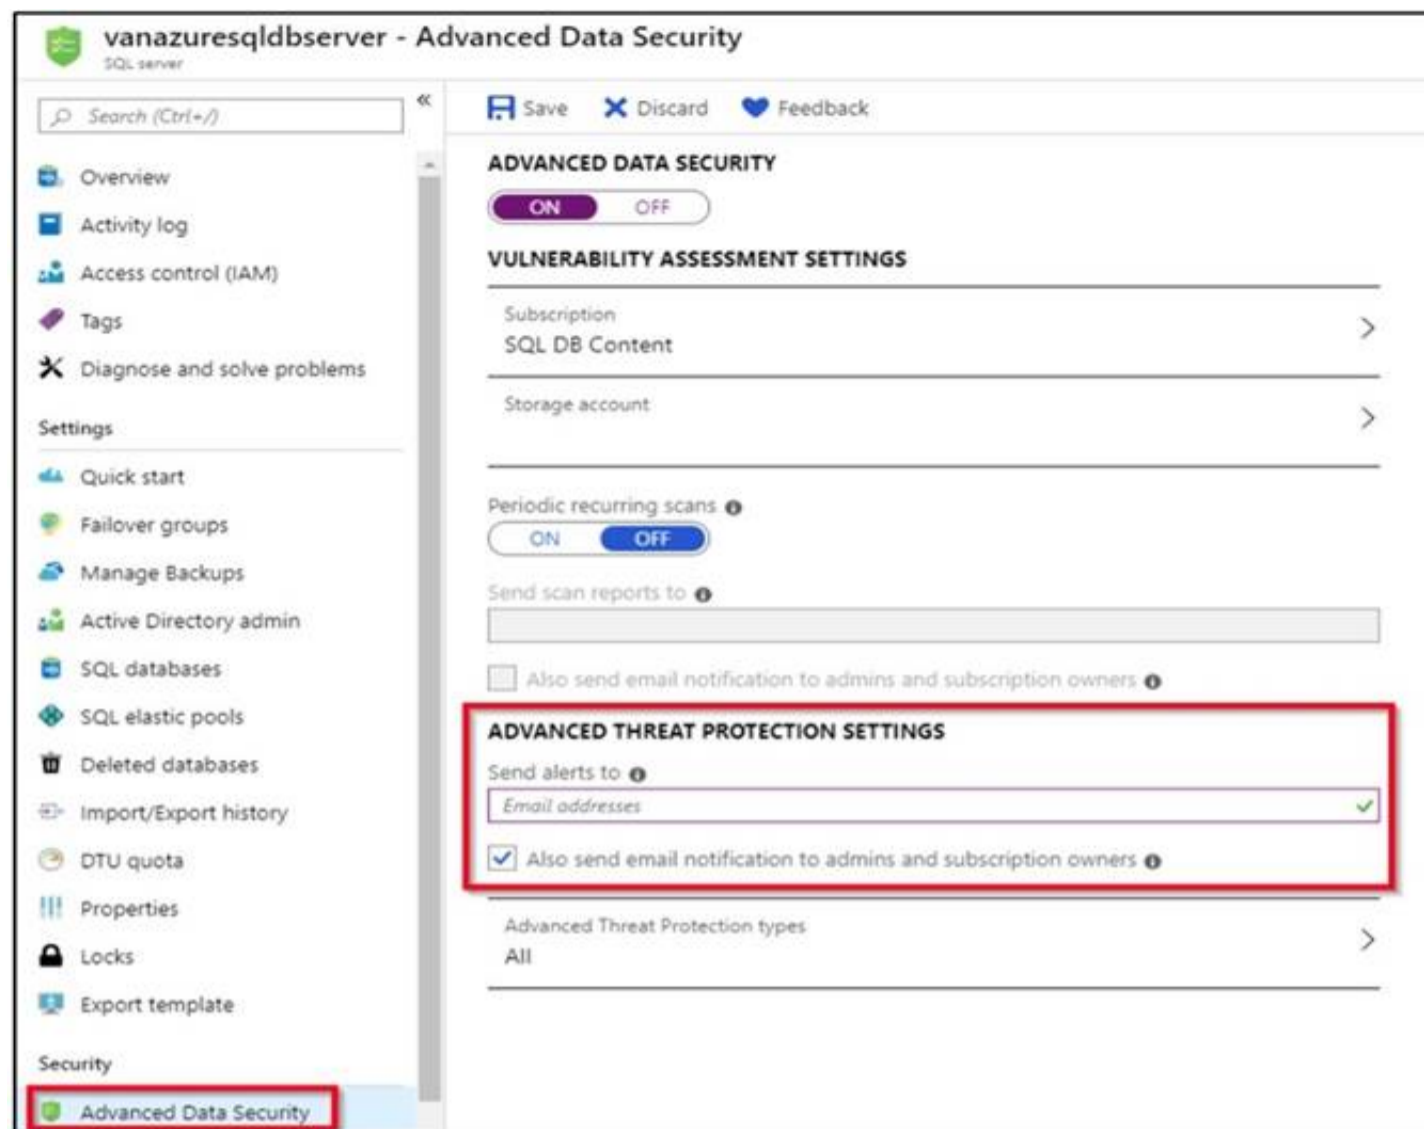 vanazuresqldbserver - Advanced Data Security
SQL server
Search (Ctrl+/)
«
Overview
Activity log
Access control (IAM)
Tags
Diagnose and solve problems
Settings
Quick start
Failover groups
Manage Backups
Active Directory admin
SQL databases
SQL elastic pools
Deleted databases
Import/Export history
DTU quota
Properties
Locks
Export template
Security
Advanced Data Security
Save Discard Feedback
ADVANCED DATA SECURITY
ON OFF
VULNERABILITY ASSESSMENT SETTINGS
Subscription
SQL DB Content
Storage account
Periodic recurring scans
ON OFF
Send scan reports to
Also send email notification to admins and subscription owners
ADVANCED THREAT PROTECTION SETTINGS
Send alerts to
Email addresses
Also send email notification to admins and subscription owners
Advanced Threat Protection types
All